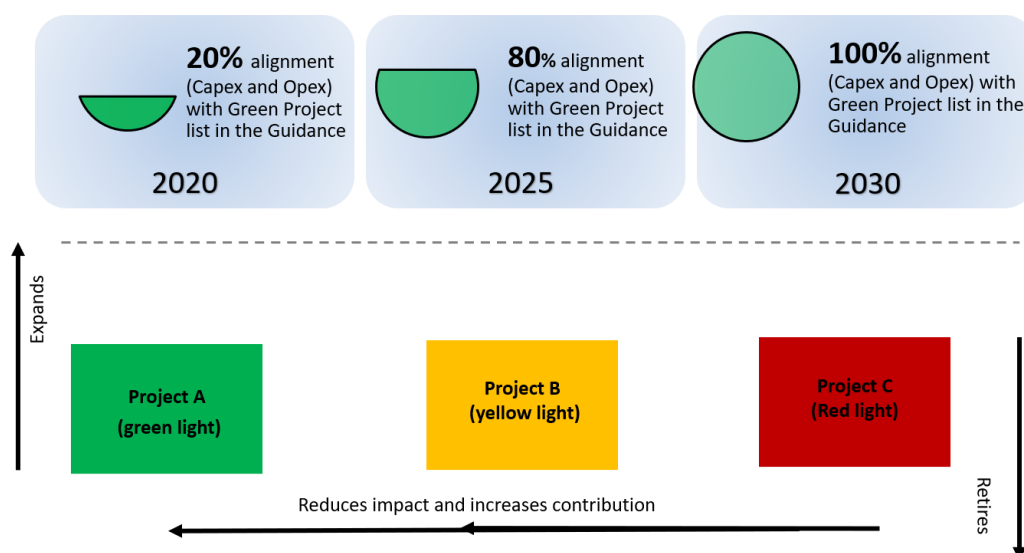 20% alignment
(Capex and Opex)
with Green Project
list in the Guidance
2020
80% alignment
(Capex and Opex)
with Green Project
list in the Guidance
2025
100% alignment
(Capex and Opex) with
Green Project list in the
Guidance
2030
Expands
Project A
(green light)
Project B
(yellow light)
Project C
(Red light)
Retires
Reduces impact and increases contribution